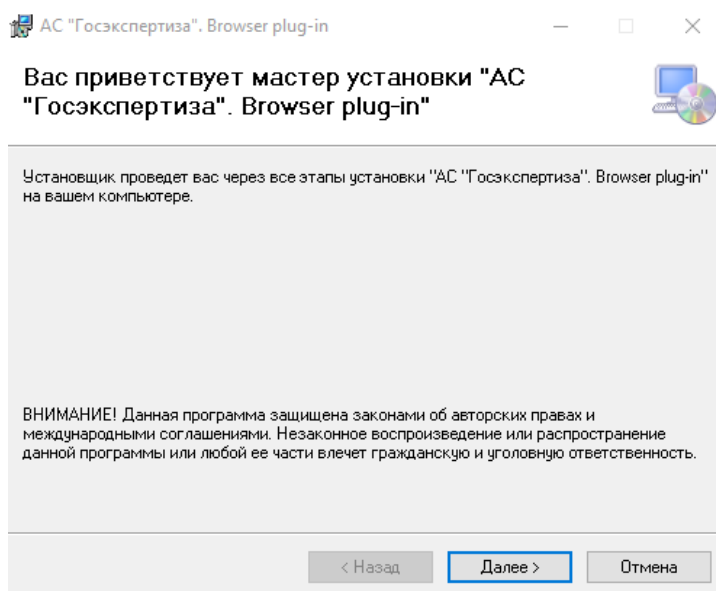 АС "Госэкспертиза". Browser plug-in
Вас приветствует мастер установки "АС
"Госэкспертиза". Browser plug-in"
Установщик проведет вас через все этапы установки "АС "Госэкспертиза". Browser plug-in"
на вашем компьютере.
ВНИМАНИЕ! Данная программа защищена законами об авторских правах и
международными соглашениями. Незаконное воспроизведение или распространение
данной программы или любой ее части влечет гражданскую и уголовную ответственность.
< Назад
Далее >
Отмена